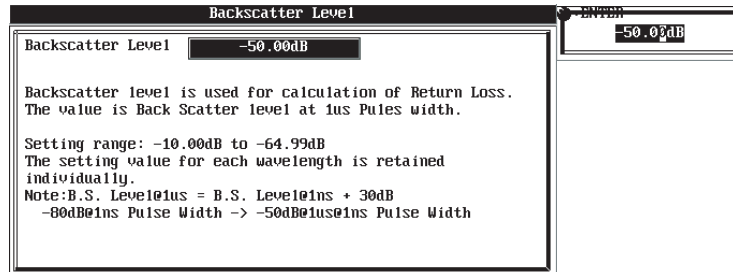 Backscatter Level
ENTER
Backscatter Level -50.00dB
-50.00dB
Backscatter level is used for calculation of Return Loss.
The value is Back Scatter level at 1us Pules width.
Setting range: -10.00dB to -64.99dB
The setting value for each wavelength is retained
individually.
Note:B.S. Level@1us = B.S. Level@1ns + 30dB
-80dB@1ns Pulse Width -> -50dB@1us@1ns Pulse Width